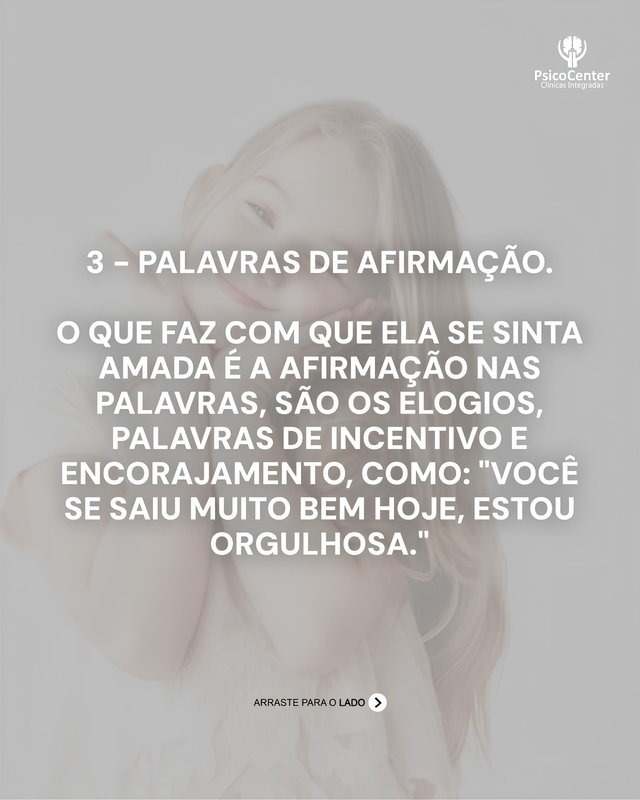 PsicoCenter
Clínicas Integradas
3 - PALAVRAS DE AFIRMAÇÃO.
O QUE FAZ COM QUE ELA SE SINTA
AMADA É A AFIRMAÇÃO NAS
PALAVRAS, SÃO OS ELOGIOS,
PALAVRAS DE INCENTIVO E
ENCORAJAMENTO, COMO: "VOCÊ
SE SAIU MUITO BEM HOJE, ESTOU
ORGULHOSA."
ARRASTE PARA O LADO